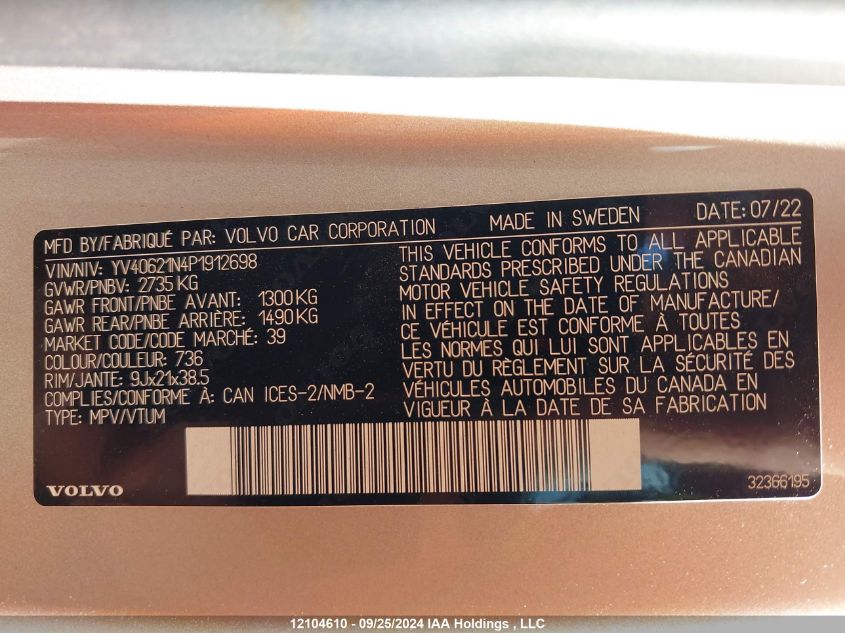 MFD BY/FABRIQUÉ PAR: VOLVO CAR CORPORATION MADE IN SWEDEN DATE: 07/22
VIN/NIV: YV40621N4P1912698
GVWR/PNBV: 2735 KG
GAWR FRONT/PNBE AVANT: 1300 KG
GAWR REAR/PNBE ARRIÈRE: 1490 KG
MARKET CODE/CODE MARCHÉ: 39
COLOUR/COULEUR: 736
RIM/JANTE: 9Jx21x38.5
COMPLIES/CONFORME À: CAN ICES-2/NMB-2
TYPE: MPV/VTUM
THIS VEHICLE CONFORMS TO ALL APPLICABLE
STANDARDS PRESCRIBED UNDER THE CANADIAN
MOTOR VEHICLE SAFETY REGULATIONS
IN EFFECT ON THE DATE OF MANUFACTURE/
CE VÉHICULE EST CONFORME À TOUTES
LES NORMES QUI LUI SONT APPLICABLES EN
VERTU DU RÈGLEMENT SUR LA SÉCURITÉ DES
VÉHICULES AUTOMOBILES DU CANADA EN
VIGUEUR À LA DATE DE SA FABRICATION
VOLVO
32366195
12104610 - 09/25/2024 IAA Holdings , LLC